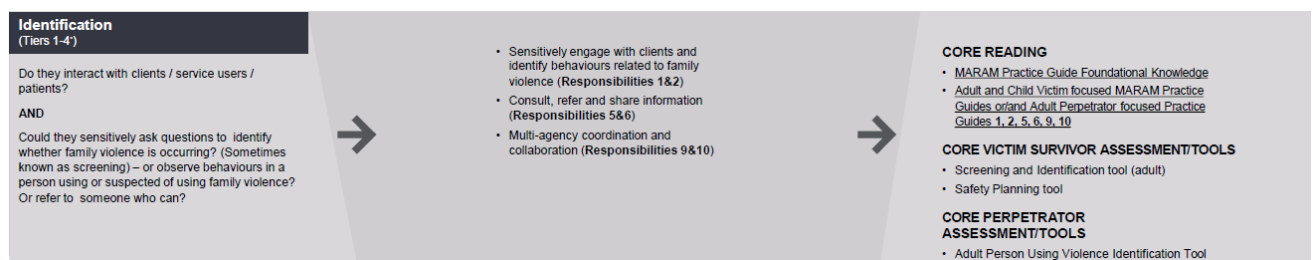 Identification
(Tiers 1-4*)
Do they interact with clients / service users /
patients?
AND
Could they sensitively ask questions to identify
whether family violence is occurring? (Sometimes
known as screening) – or observe behaviours in a
person using or suspected of using family violence?
Or refer to someone who can?
• Sensitively engage with clients and
identify behaviours related to family
violence (Responsibilities 1&2)
• Consult, refer and share information
(Responsibilities 5&6)
• Multi-agency coordination and
collaboration (Responsibilities 9&10)
CORE READING
• MARAM Practice Guide Foundational Knowledge
• Adult and Child Victim focused MARAM Practice
Guides or/and Adult Perpetrator focused Practice
Guides 1, 2, 5, 6, 9, 10
CORE VICTIM SURVIVOR ASSESSMENT/TOOLS
• Screening and Identification tool (adult)
• Safety Planning tool
CORE PERPETRATOR
ASSESSMENT/TOOLS
• Adult Person Using Violence Identification Tool